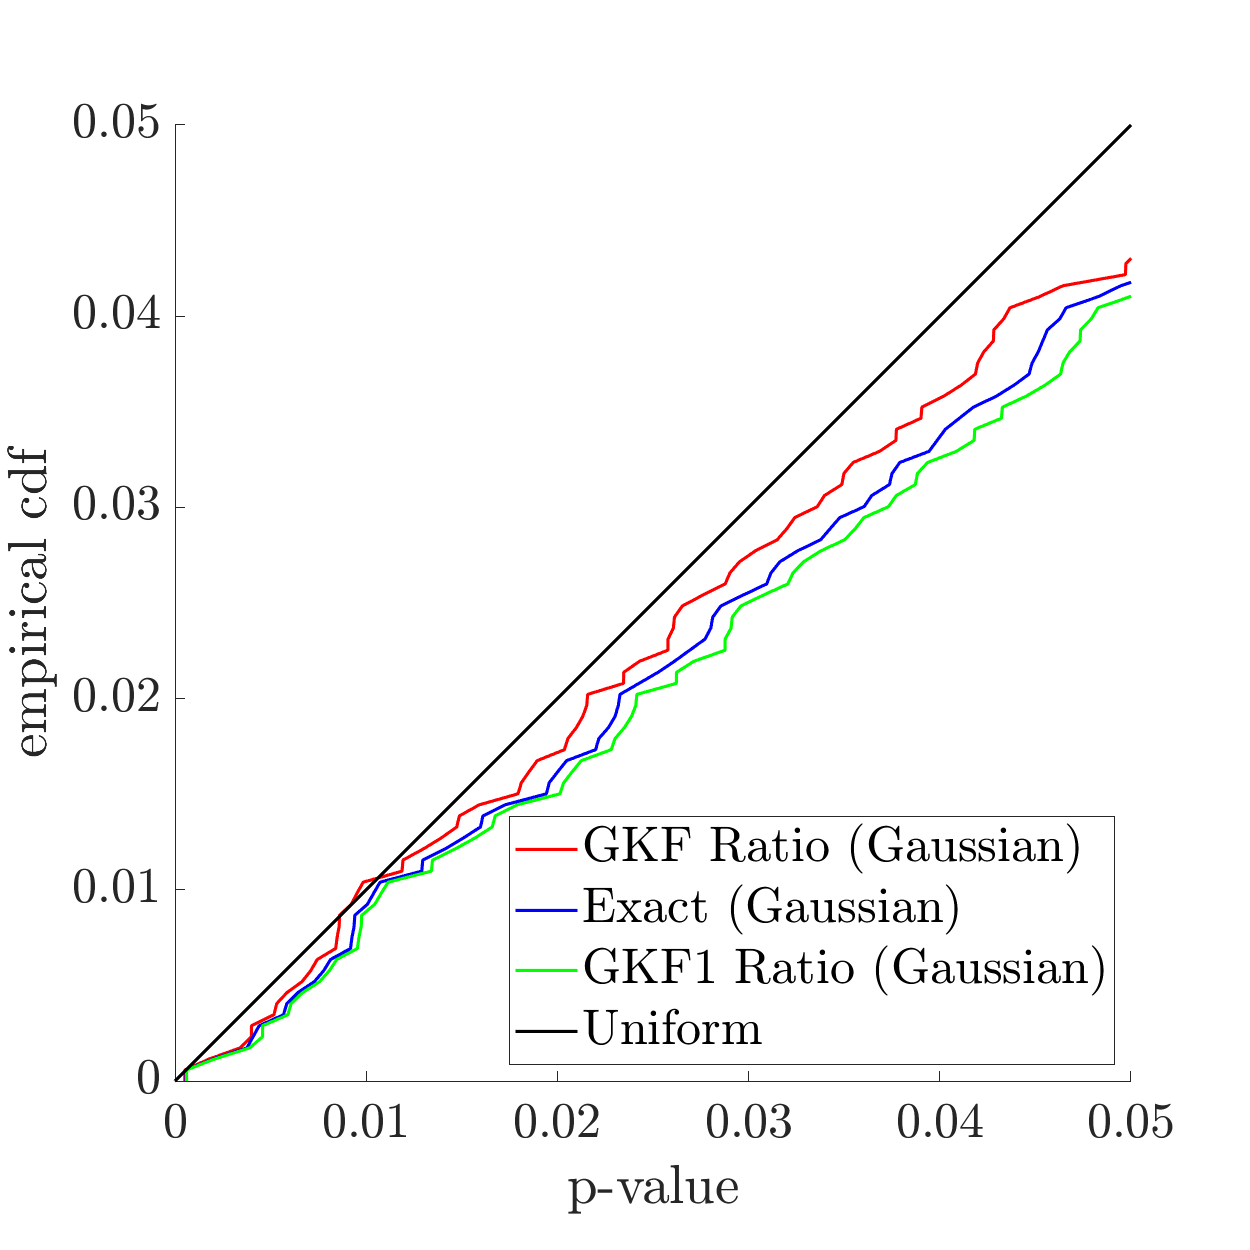 0.05
0.04
0.03
0.02
0.01
0
empirical cdf
GKF Ratio (Gaussian)
Exact (Gaussian)
GKF1 Ratio (Gaussian)
Uniform
0 0.01 0.02 0.03 0.04 0.05
p-value